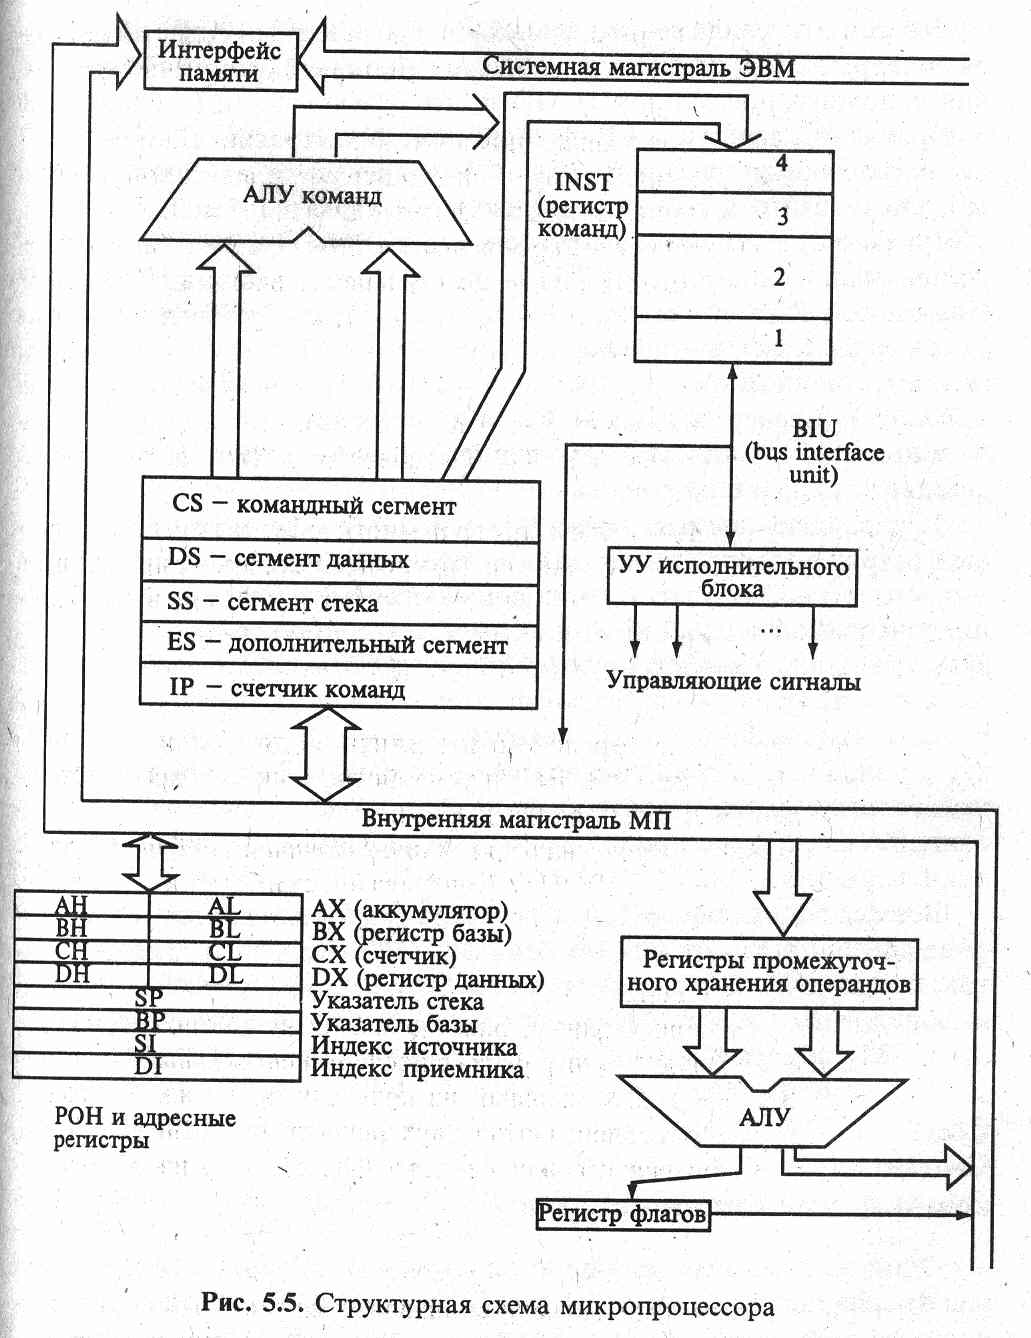 Интерфейс
памяти
Системная магистраль ЭВМ
АЛУ команд
INST
(регистр
команд)
4
3
2
1
BIU
(bus interface
unit)
CS – командный сегмент
DS – сегмент данных
SS – сегмент стека
ES – дополнительный сегмент
IP – счетчик команд
УУ исполнительного
блока
...
Управляющие сигналы
Внутренняя магистраль МП
AH AL AX (аккумулятор)
BH BL BX (регистр базы)
CH CL CX (счетчик)
DH DL DX (регистр данных)
SP Указатель стека
BP Указатель базы
SI Индекс источника
DI Индекс приемника
РОН и адресные
регистры
Регистры промежуточ-
ного хранения операндов
АЛУ
Регистр флагов
Рис. 5.5. Структурная схема микропроцессора